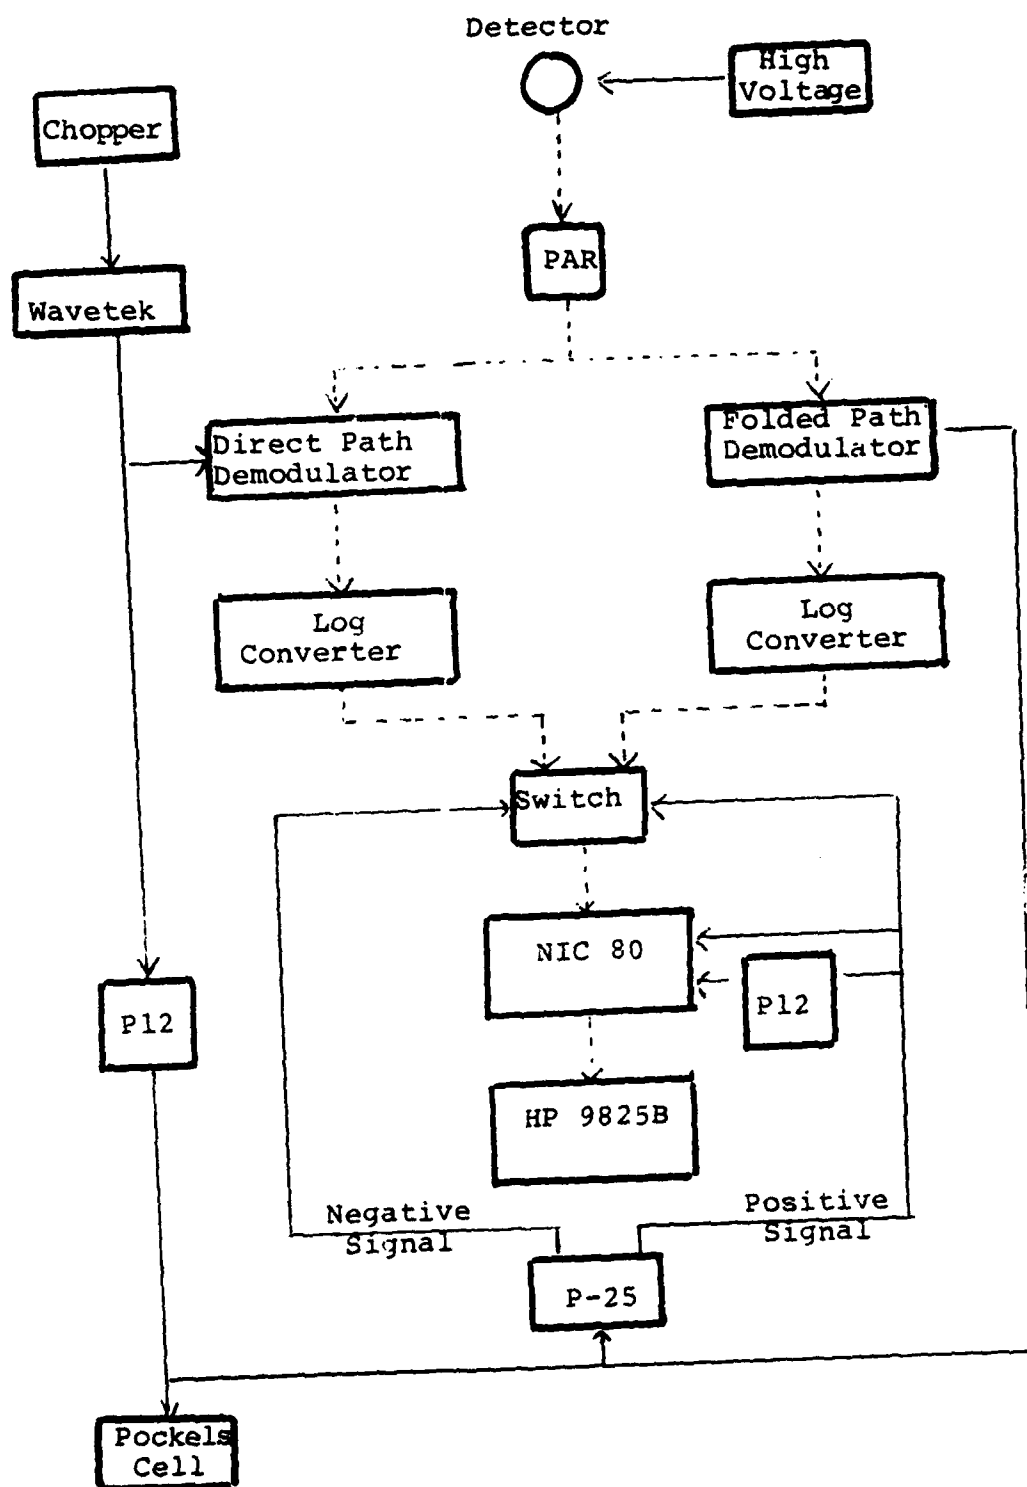 Detector
High
Voltage
Chopper
PAR
Wavetek
Direct Path
Demodulator
Folded Path
Demodulator
Log
Converter
Log
Converter
Switch
NIC 80
P12
P12
HP 9825B
Negative
Signal
Positive
Signal
P-25
Pockels
Cell